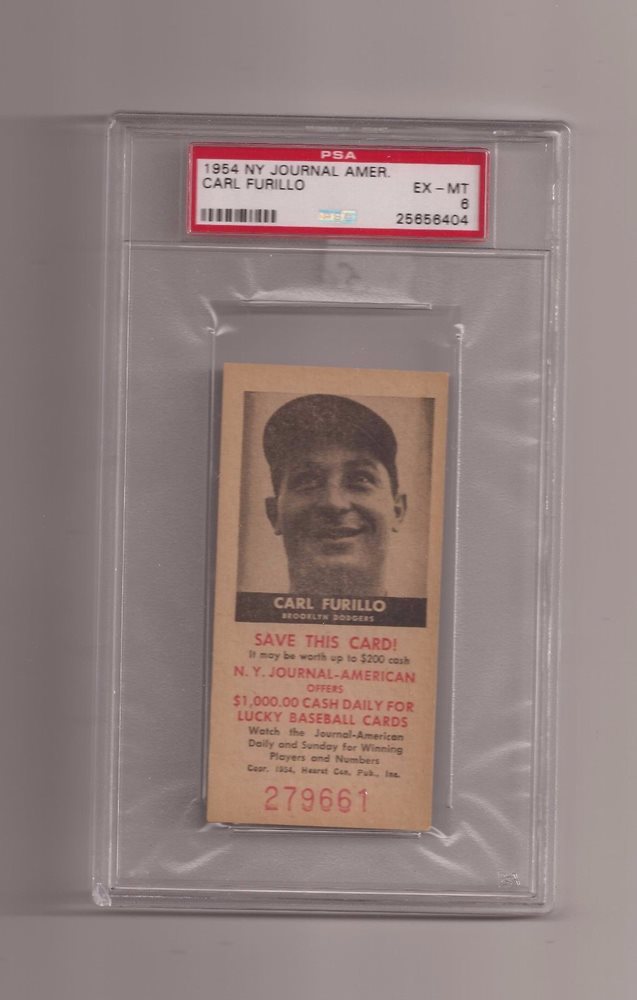 PSA
1954 NY JOURNAL AMER.
CARL FURILLO
EX - MT
6
25656404
CARL FURILLO
BROOKLYN DODGERS
SAVE THIS CARD!
It may be worth up to $200 cash
N. Y. JOURNAL-AMERICAN
OFFERS
$1,000.00 CASH DAILY FOR
LUCKY BASEBALL CARDS
Watch the Journal-American
Daily and Sunday for Winning
Players and Numbers
Copr. 1954, Hearst Con. Pub., Inc.
279661